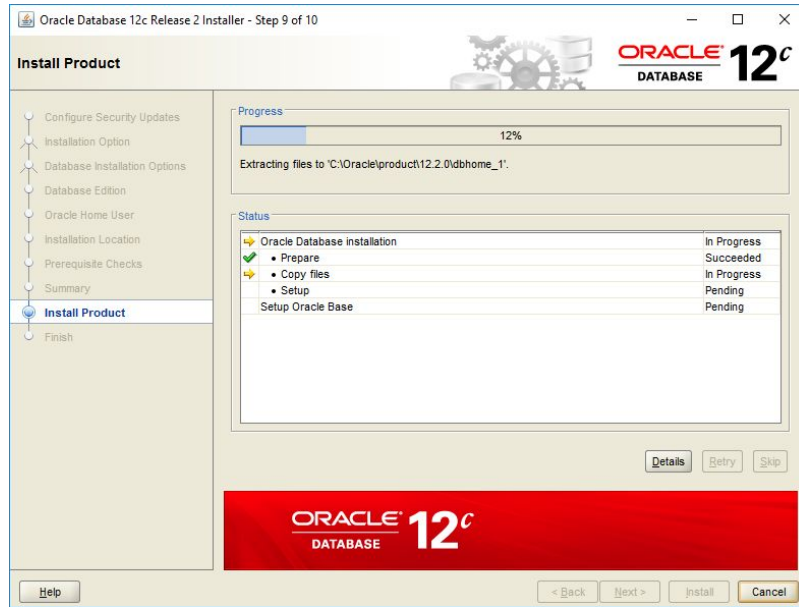 Oracle Database 12c Release 2 Installer - Step 9 of 10
Install Product
ORACLE
DATABASE
12c
Configure Security Updates
Installation Option
Database Installation Options
Database Edition
Oracle Home User
Installation Location
Prerequisite Checks
Summary
Install Product
Finish
Progress
12%
Extracting files to 'C:\Oracle\product\12.2.0\dbhome_1'.
Status
Oracle Database installation In Progress
• Prepare Succeeded
• Copy files In Progress
• Setup Pending
Setup Oracle Base Pending
Details Retry Skip
ORACLE
DATABASE
12c
Help < Back Next > Install Cancel